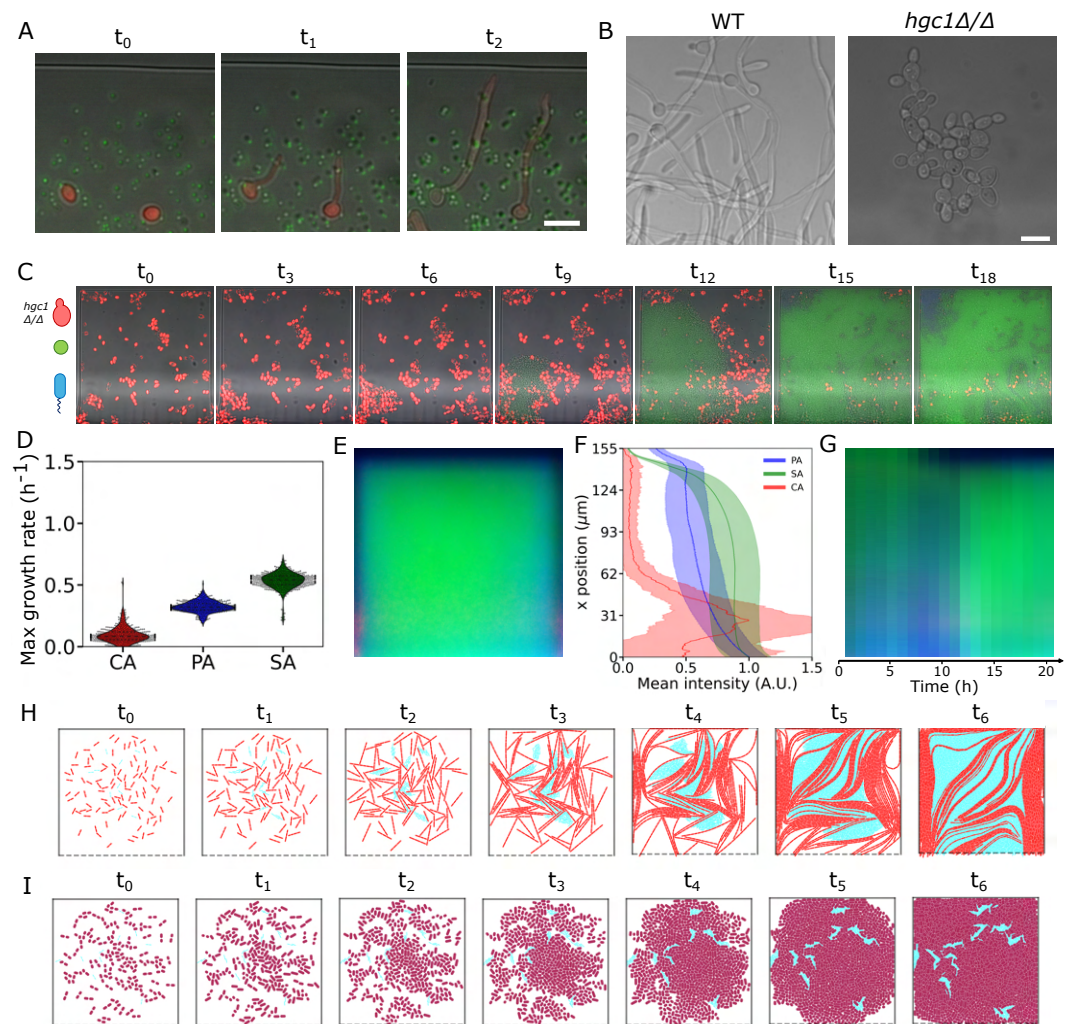 A
t0 t1 t2
B
WT hgc1Δ/Δ
C
t0 t3 t6 t9 t12 t15 t18
hgc1
Δ/Δ
D
Max growth rate (h⁻¹)
1.5
1.0
0.5
0.0
CA PA SA
E
F
x position (μm)
155
124
93
62
31
0
PA
SA
CA
0.0 0.5 1.0 1.5
Mean intensity (A.U.)
G
0 5 10 15 20
Time (h)
H
t0 t1 t2 t3 t4 t5 t6
I
t0 t1 t2 t3 t4 t5 t6